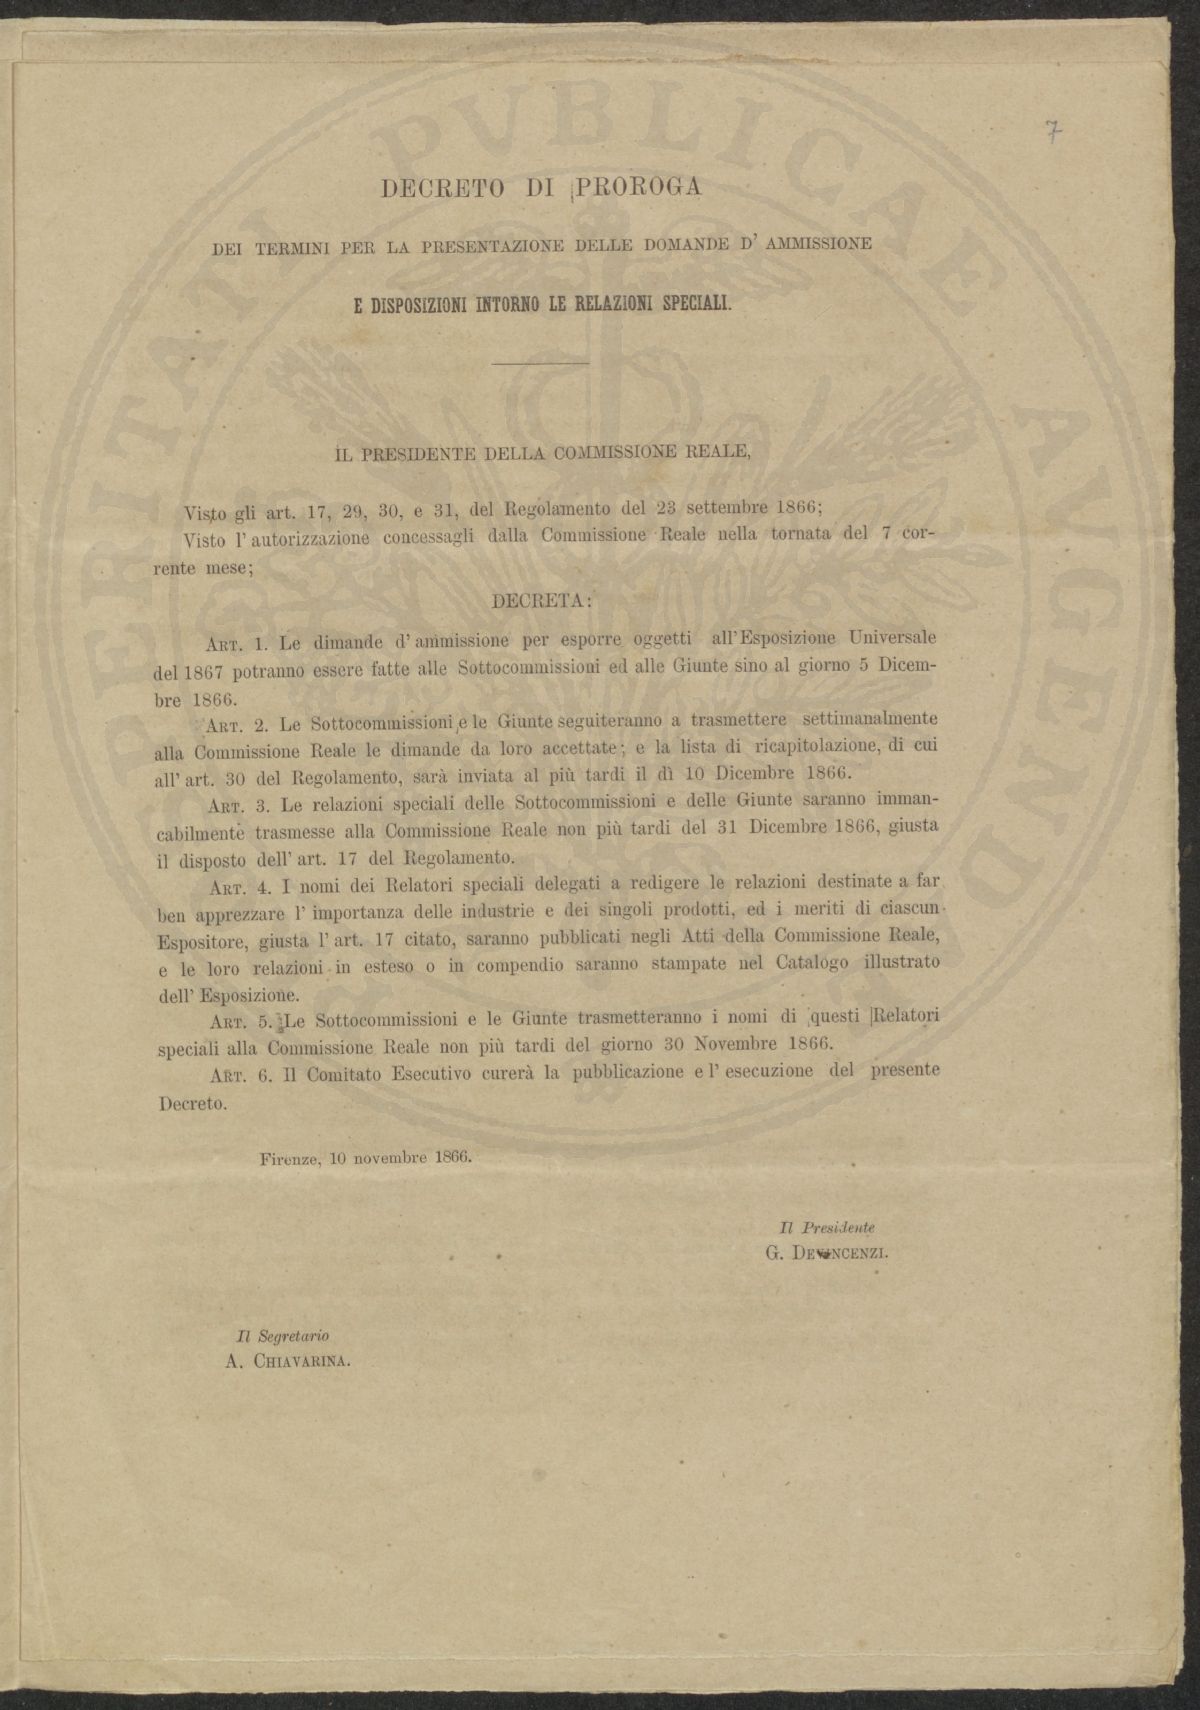 7
DECRETO DI PROROGA
DEI TERMINI PER LA PRESENTAZIONE DELLE DOMANDE D' AMMISSIONE
E DISPOSIZIONI INTORNO LE RELAZIONI SPECIALI.
IL PRESIDENTE DELLA COMMISSIONE REALE,
Visto gli art. 17, 29, 30, e 31, del Regolamento del 23 settembre 1866;
Visto l' autorizzazione concessagli dalla Commissione Reale nella tornata del 7 cor-
rente mese;
DECRETA:
ART. 1. Le dimande d' ammissione per esporre oggetti all'Esposizione Universale
del 1867 potranno essere fatte alle Sottocommissioni ed alle Giunte sino al giorno 5 Dicem-
bre 1866.
ART. 2. Le Sottocommissioni e le Giunte seguiteranno a trasmettere settimanalmente
alla Commissione Reale le dimande da loro accettate; e la lista di ricapitolazione, di cui
all' art. 30 del Regolamento, sarà inviata al più tardi il dì 10 Dicembre 1866.
ART. 3. Le relazioni speciali delle Sottocommissioni e delle Giunte saranno imman-
cabilmente trasmesse alla Commissione Reale non più tardi del 31 Dicembre 1866, giusta
il disposto dell' art. 17 del Regolamento.
ART. 4. I nomi dei Relatori speciali delegati a redigere le relazioni destinate a far
ben apprezzare l' importanza delle industrie e dei singoli prodotti, ed i meriti di ciascun
Espositore, giusta l' art. 17 citato, saranno pubblicati negli Atti della Commissione Reale,
e le loro relazioni in esteso o in compendio saranno stampate nel Catalogo illustrato
dell' Esposizione.
ART. 5. Le Sottocommissioni e le Giunte trasmetteranno i nomi di questi Relatori
speciali alla Commissione Reale non più tardi del giorno 30 Novembre 1866.
ART. 6. Il Comitato Esecutivo curerà la pubblicazione e l' esecuzione del presente
Decreto.
Firenze, 10 novembre 1866.
Il Presidente
G. DEVINCENZI.
Il Segretario
A. CHIAVARINA.
PROSPERITATI PVBLICAE AVGENDAE